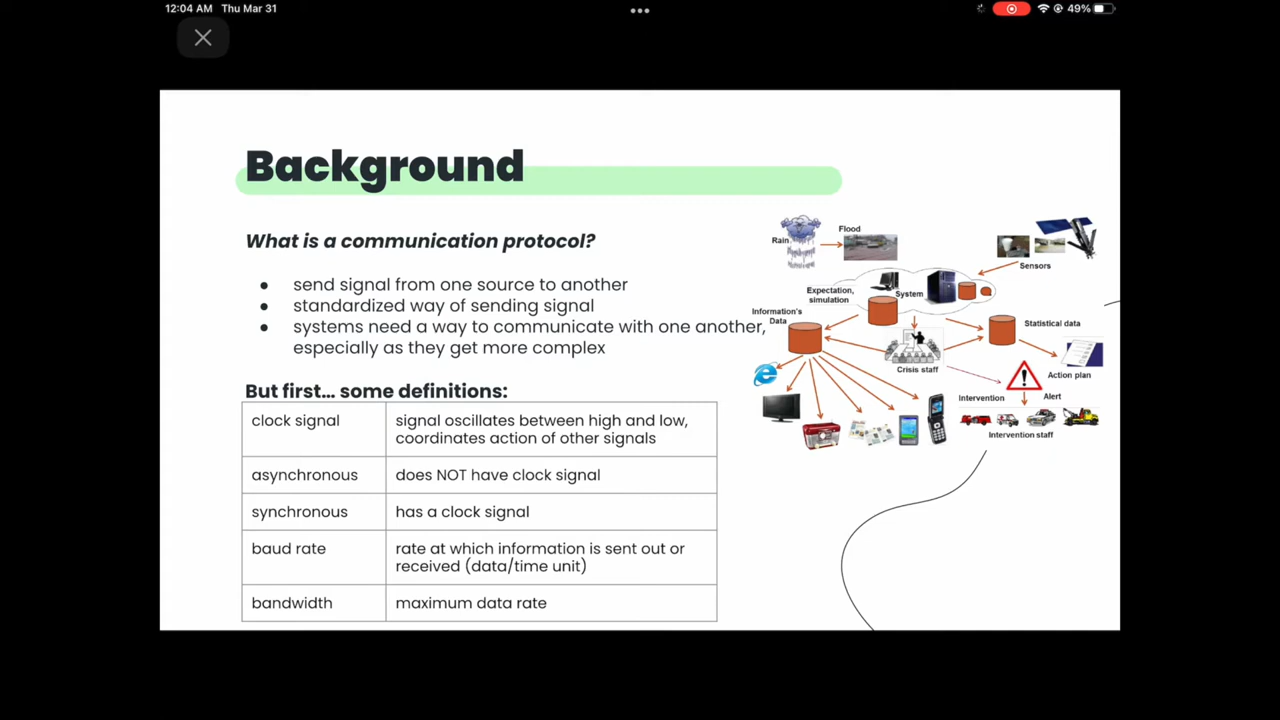 12:04 AM Thu Mar 31
49%
Background
What is a communication protocol?
● send signal from one source to another
● standardized way of sending signal
● systems need a way to communicate with one another,
especially as they get more complex
But first... some definitions:
clock signal
signal oscillates between high and low,
coordinates action of other signals
asynchronous
does NOT have clock signal
synchronous
has a clock signal
baud rate
rate at which information is sent out or
received (data/time unit)
bandwidth
maximum data rate
Rain
Flood
Sensors
Expectation,
simulation
System
Information's
Data
Statistical data
Crisis staff
Action plan
Intervention
Alert
Intervention staff